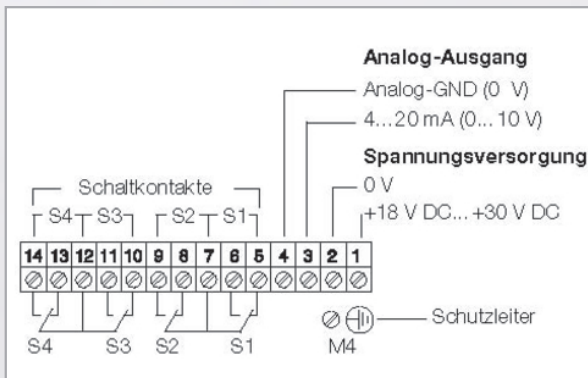 Analog-Ausgang
Analog-GND (0 V)
4...20 mA (0... 10 V)
Spannungsversorgung
0 V
+18 V DC... +30 V DC
Schaltkontakte
S4 S3 S2 S1
14 13 12 11 10 9 8 7 6 5 4 3 2 1
Schutzleiter
S4 S3 S2 S1 M4